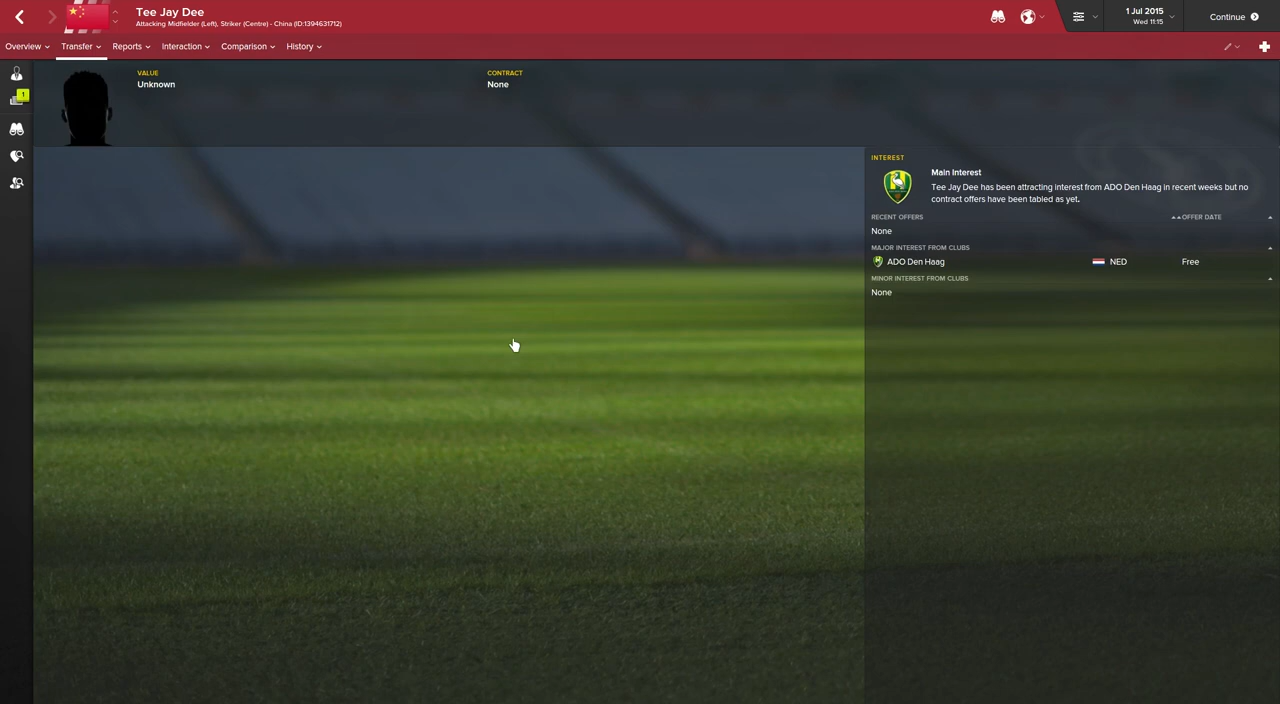 Tee Jay Dee
Attacking Midfielder (Left), Striker (Centre) - China (ID:1394631712)
1 Jul 2015
Wed 11:15
Continue
Overview Transfer Reports Interaction Comparison History
1
VALUE
Unknown
CONTRACT
None
INTEREST
Main Interest
Tee Jay Dee has been attracting interest from ADO Den Haag in recent weeks but no
contract offers have been tabled as yet.
RECENT OFFERS OFFER DATE
None
MAJOR INTEREST FROM CLUBS
ADO Den Haag NED Free
MINOR INTEREST FROM CLUBS
None